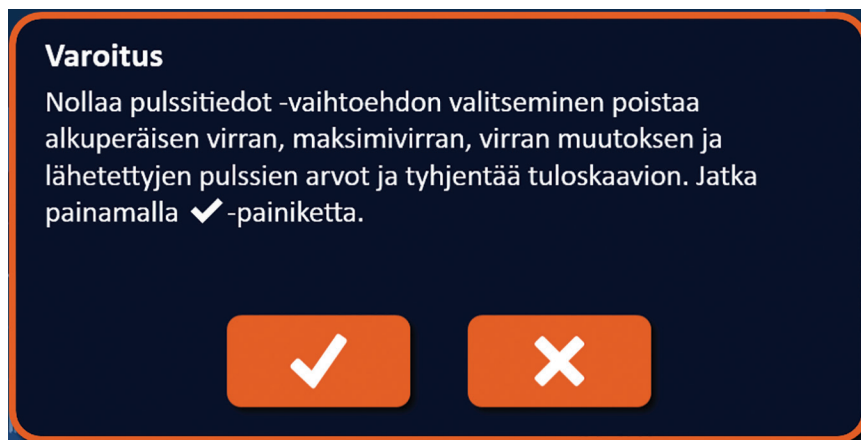 Varoitus
Nollaa pulssitiedot -vaihtoehdon valitseminen poistaa
alkuperäisen virran, maksimivirran, virran muutoksen ja
lähetettyjen pulssien arvot ja tyhjentää tuloskaavion. Jatka
painamalla ✔ -painiketta.